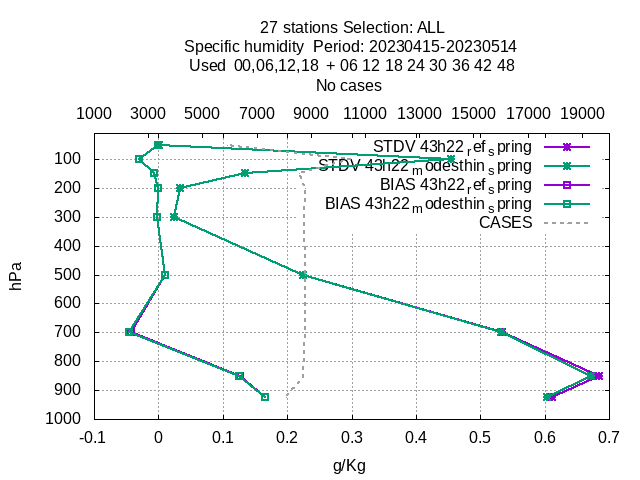 27 stations Selection: ALL
Specific humidity  Period: 20230415-20230514
Used  00,06,12,18  + 06 12 18 24 30 36 42 48
No cases
1000 3000 5000 7000 9000 11000 13000 15000 17000 19000
STDV 43h22_ref_spring
STDV 43h22_modesthin_spring
BIAS 43h22_ref_spring
BIAS 43h22_modesthin_spring
CASES
100
200
300
400
500
600
700
800
900
1000
hPa
-0.1 0 0.1 0.2 0.3 0.4 0.5 0.6 0.7
g/Kg